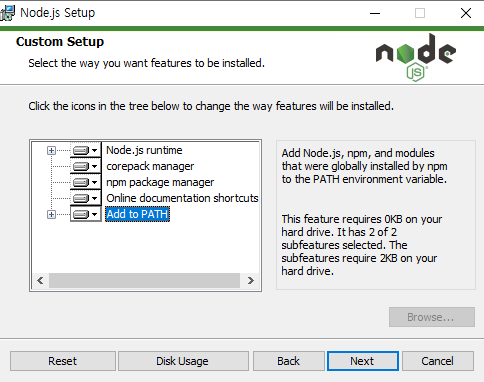 Node.js Setup
Custom Setup
Select the way you want features to be installed.
node
JS
Click the icons in the tree below to change the way features will be installed.
Node.js runtime
corepack manager
npm package manager
Online documentation shortcuts
Add to PATH
Add Node.js, npm, and modules
that were globally installed by npm
to the PATH environment variable.
This feature requires 0KB on your
hard drive. It has 2 of 2
subfeatures selected. The
subfeatures require 2KB on your
hard drive.
Browse...
Reset
Disk Usage
Back
Next
Cancel